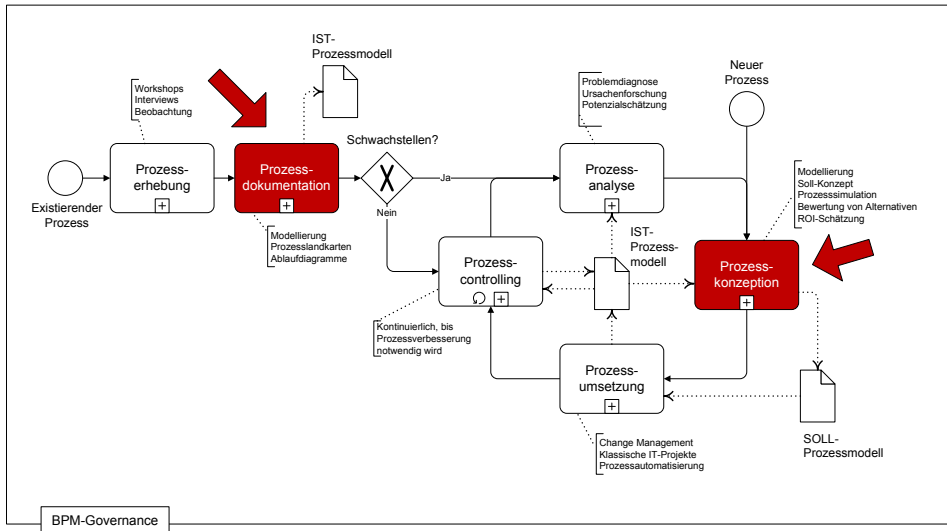 IST-
Prozessmodell
Neuer
Prozess
Workshops
Interviews
Beobachtung
Problemdiagnose
Ursachenforschung
Potenzialschätzung
Schwachstellen?
Prozess-
erhebung
Prozess-
dokumentation
X
Ja
Nein
Prozess-
analyse
Existierender
Prozess
Modellierung
Prozesslandkarten
Ablaufdiagramme
Modellierung
Soll-Konzept
Prozesssimulation
Bewertung von Alternativen
ROI-Schätzung
Prozess-
controlling
IST-
Prozess-
modell
Prozess-
konzeption
Kontinuierlich, bis
Prozessverbesserung
notwendig wird
Prozess-
umsetzung
SOLL-
Prozessmodell
Change Management
Klassische IT-Projekte
Prozessautomatisierung
BPM-Governance